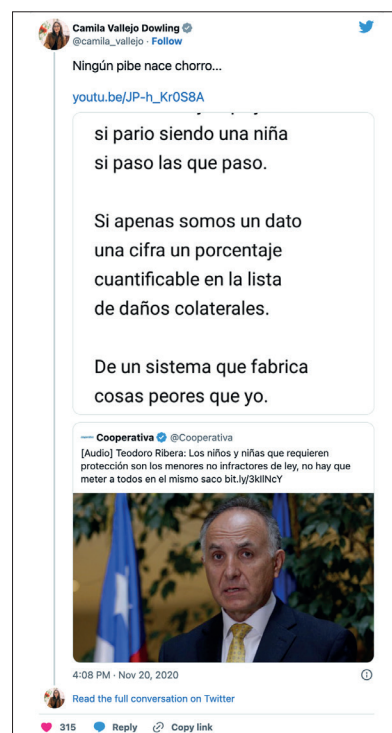 Camila Vallejo Dowling
@camila_vallejo · Follow
Ningún pibe nace chorro...
youtu.be/JP-h_Kr0S8A
si pario siendo una niña
si paso las que paso.
Si apenas somos un dato
una cifra un porcentaje
cuantificable en la lista
de daños colaterales.
De un sistema que fabrica
cosas peores que yo.
Cooperativa @Cooperativa
[Audio] Teodoro Ribera: Los niños y niñas que requieren
protección son los menores no infractores de ley, no hay que
meter a todos en el mismo saco bit.ly/3kIlNcY
4:08 PM · Nov 20, 2020
Read the full conversation on Twitter
315 Reply Copy link